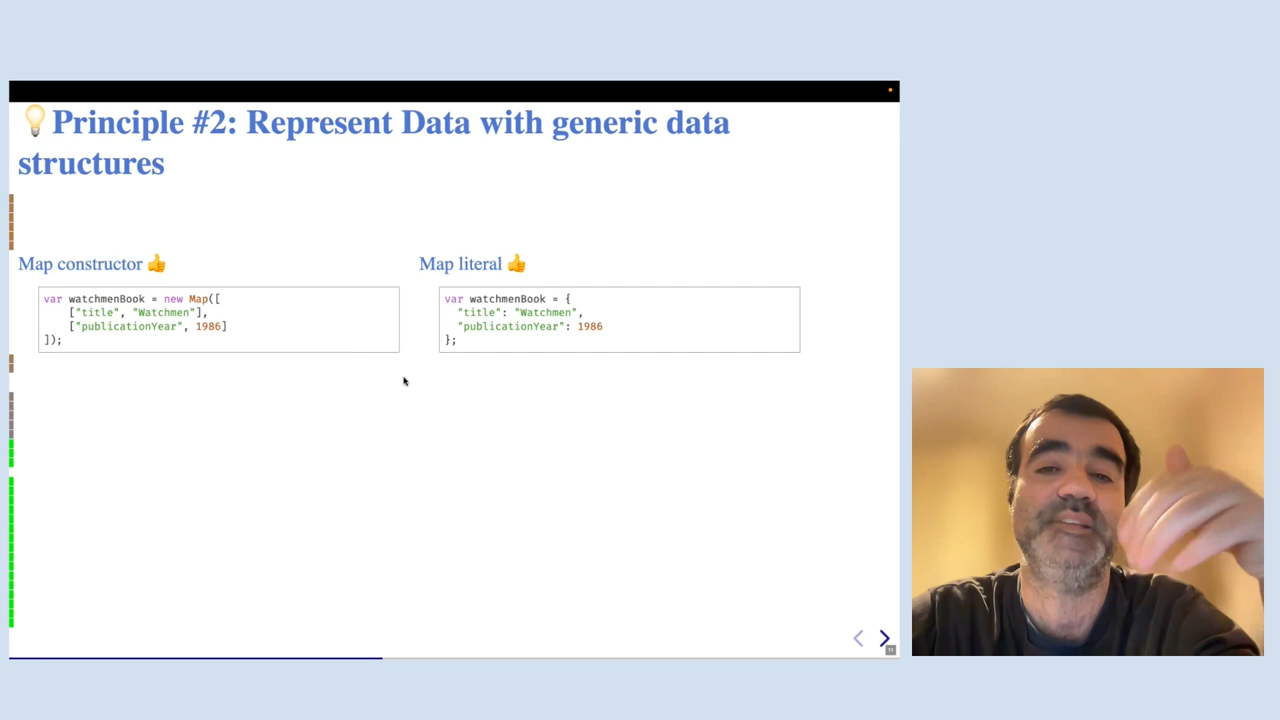 💡Principle #2: Represent Data with generic data
structures
Map constructor 👍
var watchmenBook = new Map([
    ["title", "Watchmen"],
    ["publicationYear", 1986]
]);
Map literal 👍
var watchmenBook = {
  "title": "Watchmen",
  "publicationYear": 1986
};
11